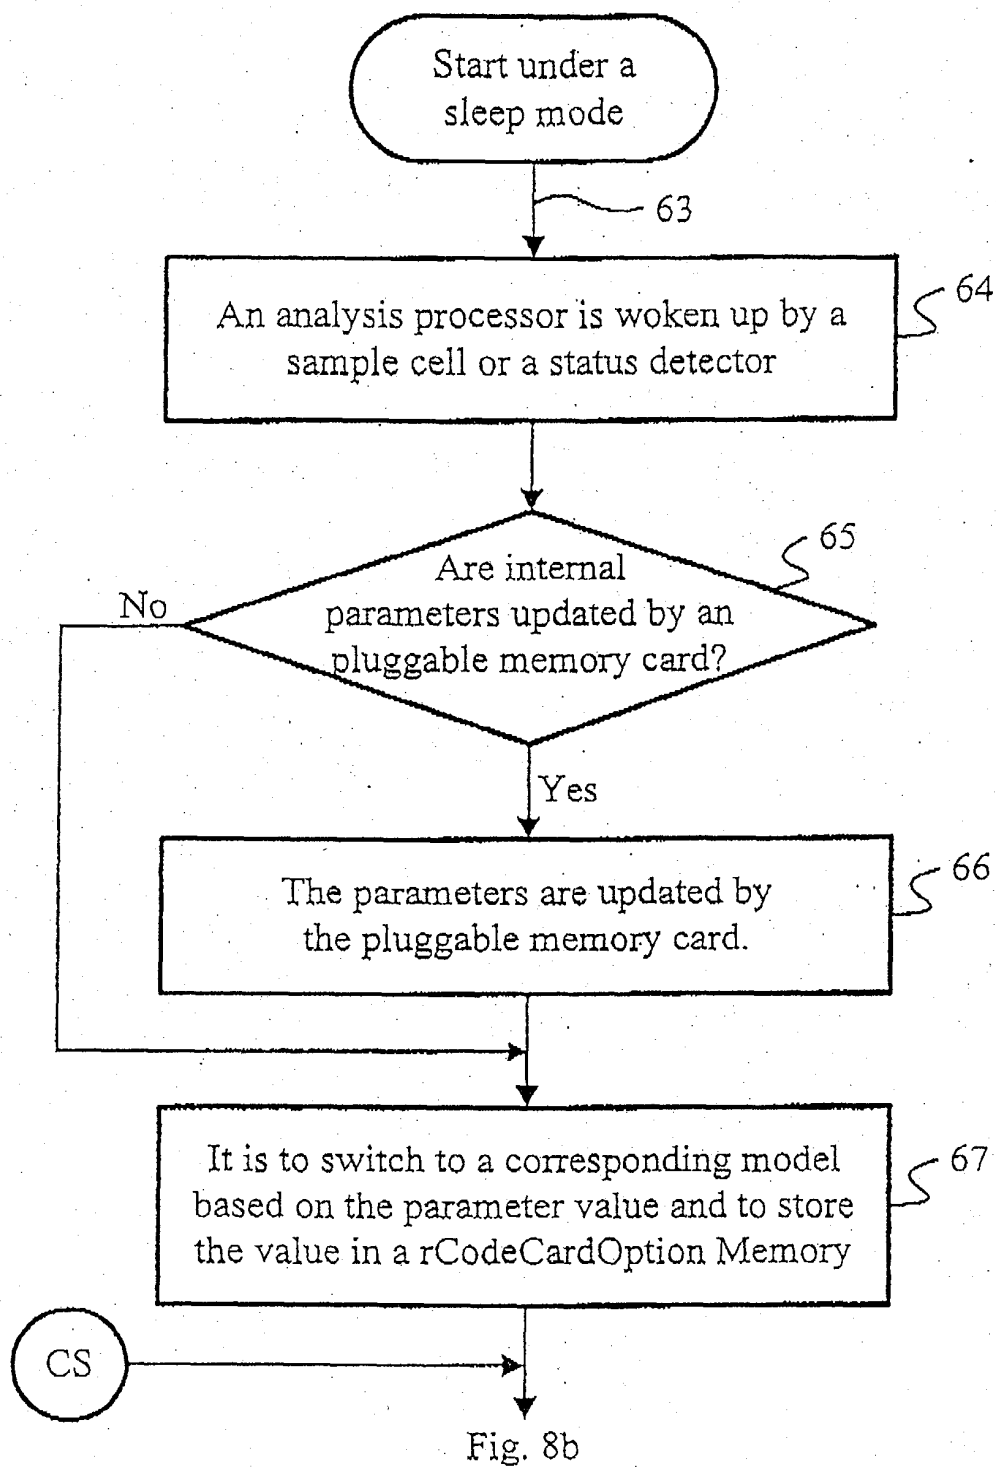 Start under a
sleep mode
63
64
An analysis processor is woken up by a
sample cell or a status detector
65
Are internal
parameters updated by an
pluggable memory card?
No
Yes
66
The parameters are updated by
the pluggable memory card.
67
It is to switch to a corresponding model
based on the parameter value and to store
the value in a rCodeCardOption Memory
CS
Fig. 8b